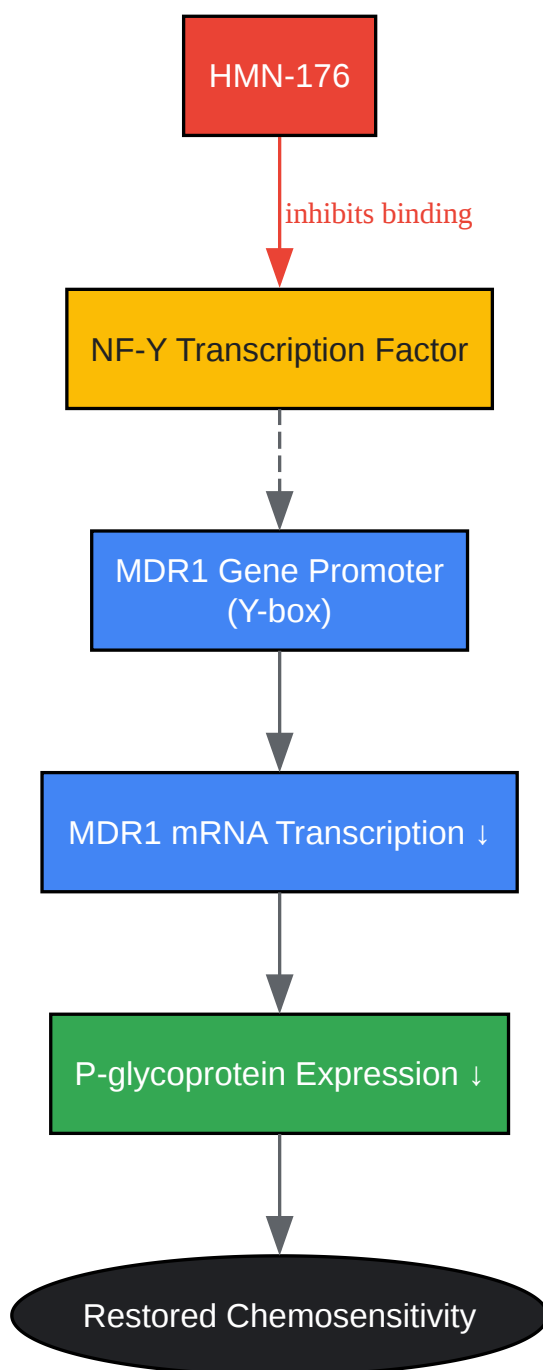 HMN-176
inhibits binding
NF-Y Transcription Factor
MDR1 Gene Promoter
(Y-box)
MDR1 mRNA Transcription ↓
P-glycoprotein Expression ↓
Restored Chemosensitivity